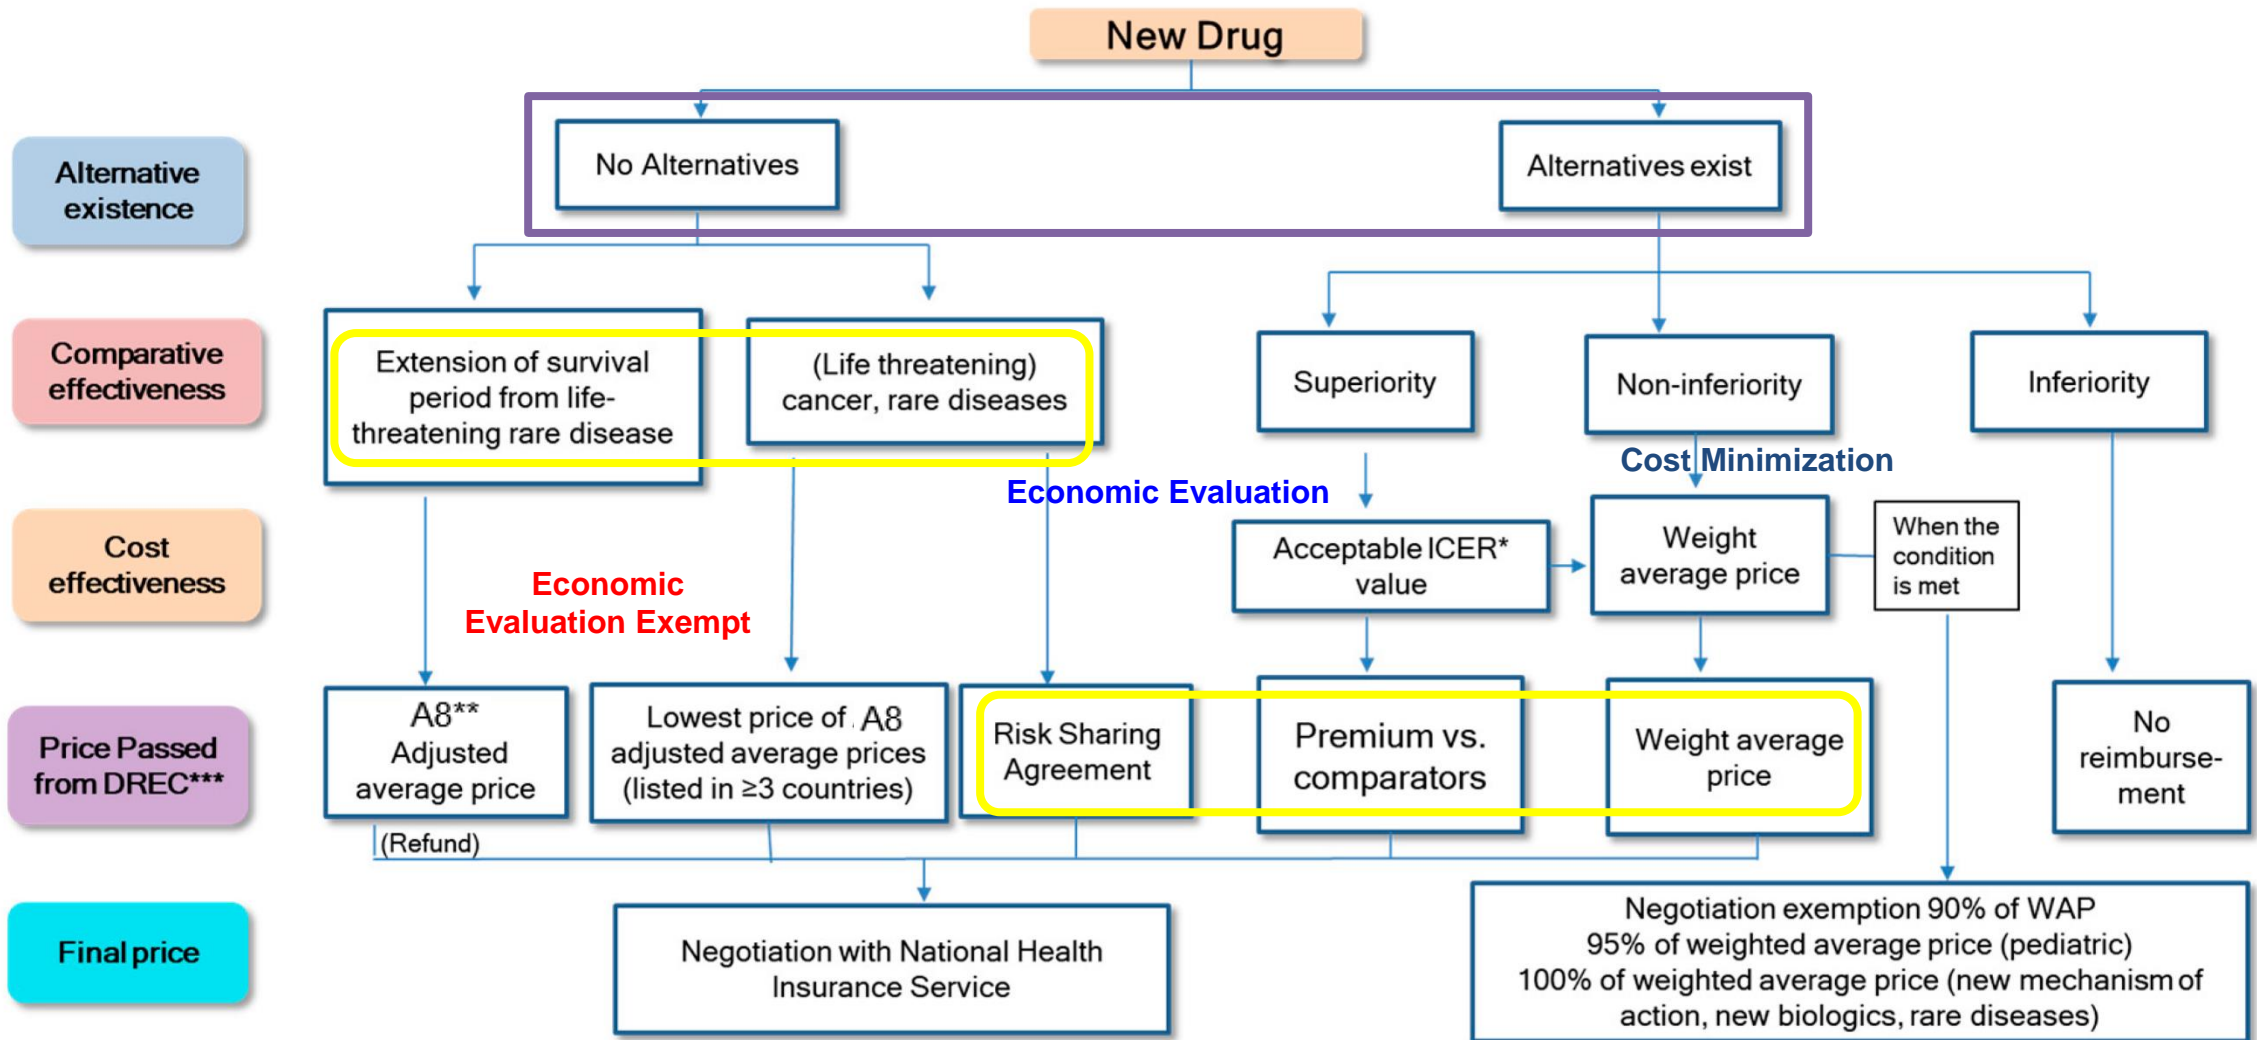 New Drug
Alternative
existence
No Alternatives
Alternatives exist
Comparative
effectiveness
Extension of survival
period from life-
threatening rare disease
(Life threatening)
cancer, rare diseases
Superiority
Non-inferiority
Inferiority
Economic Evaluation
Cost Minimization
Cost
effectiveness
Economic
Evaluation Exempt
Acceptable ICER*
value
Weight
average price
When the
condition
is met
Price Passed
from DREC***
A8**
Adjusted
average price
Lowest price of A8
adjusted average prices
(listed in ≥3 countries)
Risk Sharing
Agreement
Premium vs.
comparators
Weight average
price
No
reimburse-
ment
(Refund)
Final price
Negotiation with National Health
Insurance Service
Negotiation exemption 90% of WAP
95% of weighted average price (pediatric)
100% of weighted average price (new mechanism of
action, new biologics, rare diseases)